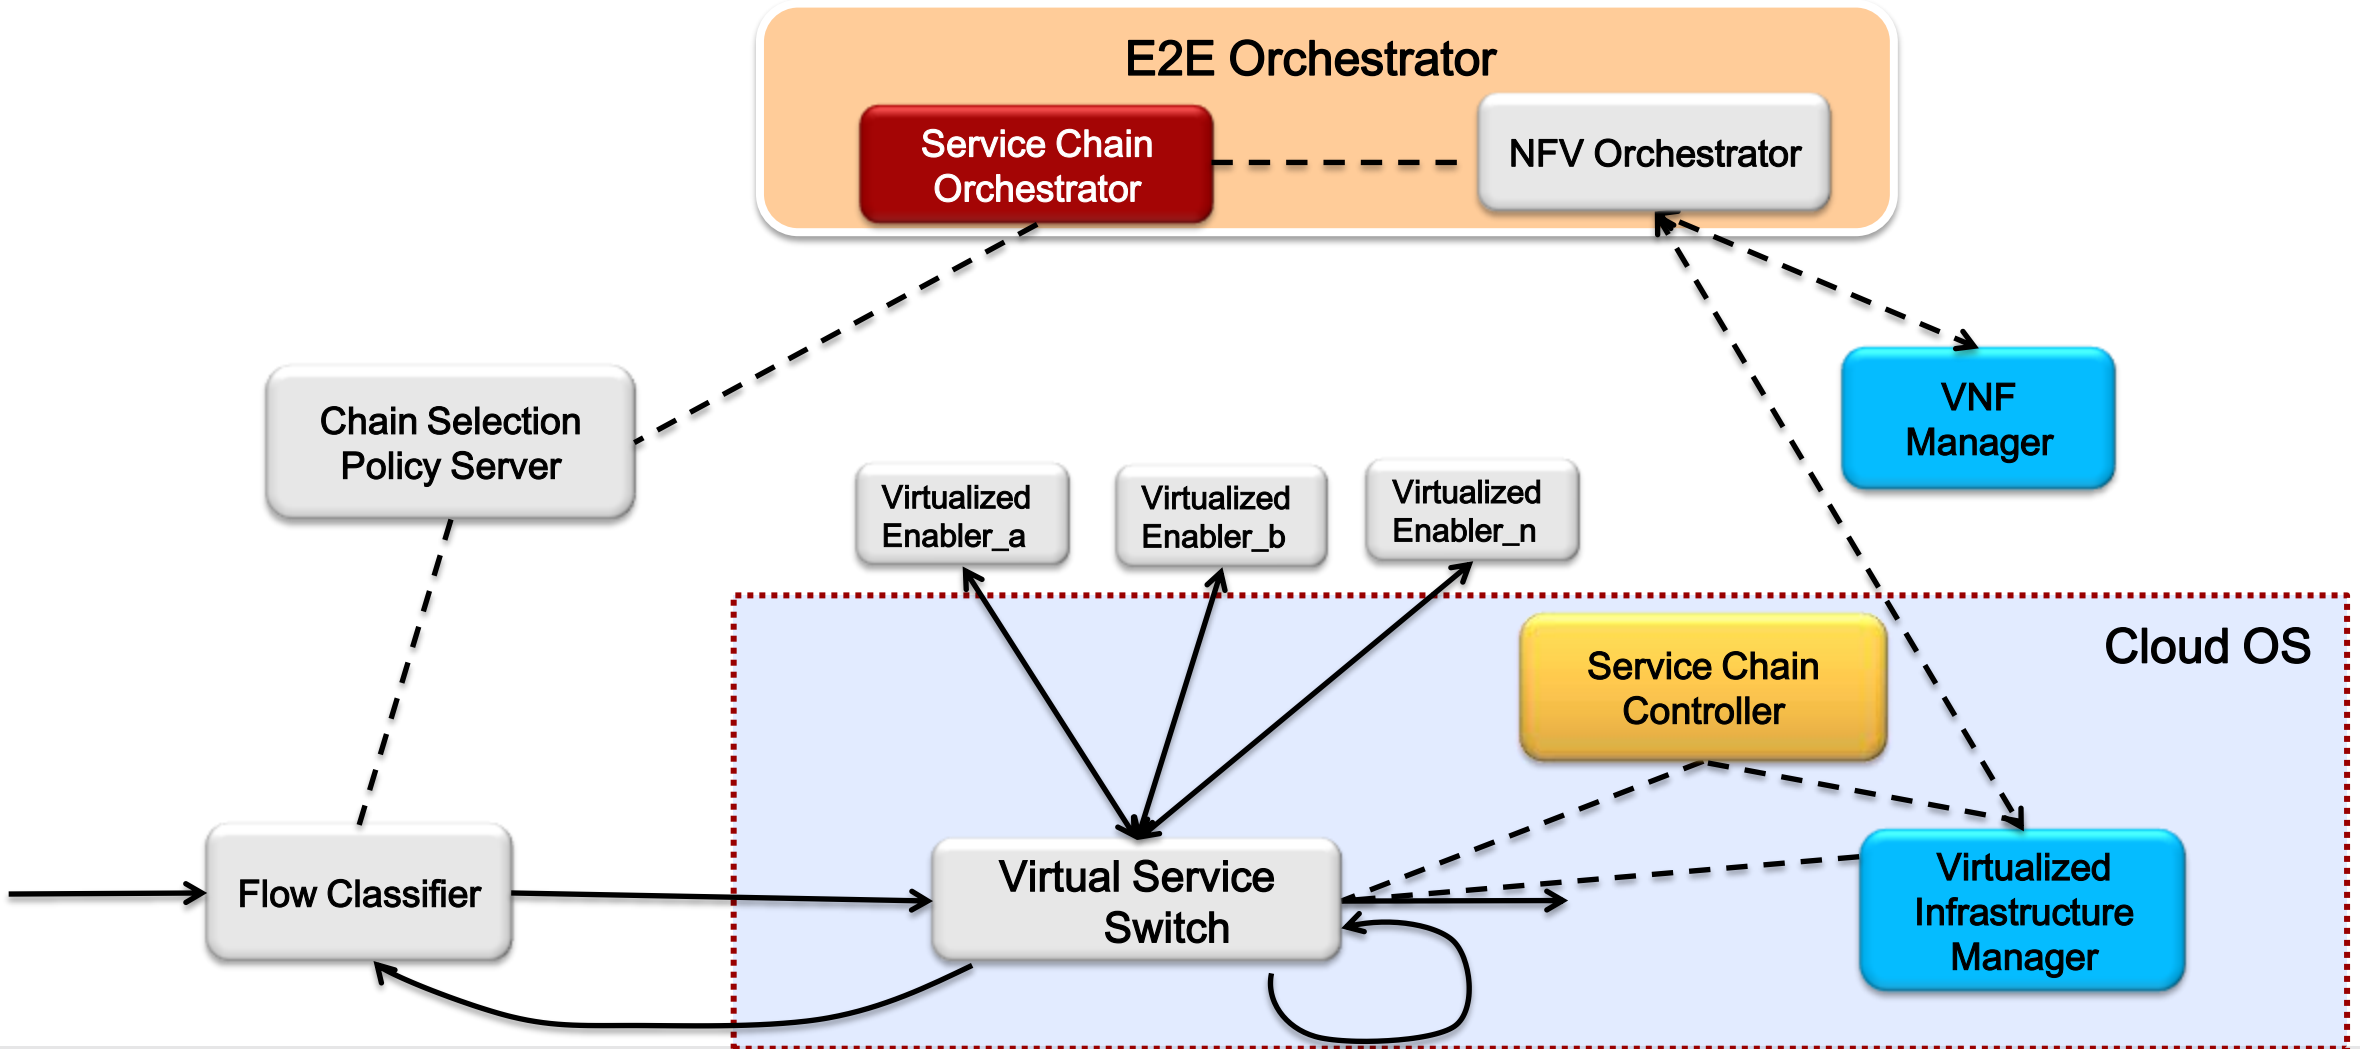 E2E Orchestrator
Service Chain
Orchestrator
NFV Orchestrator
Chain Selection
Policy Server
VNF
Manager
Virtualized
Enabler_a
Virtualized
Enabler_b
Virtualized
Enabler_n
Cloud OS
Service Chain
Controller
Flow Classifier
Virtual Service
Switch
Virtualized
Infrastructure
Manager